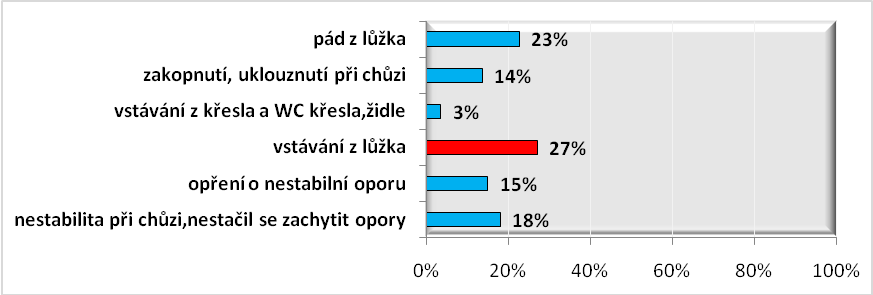 pád z lůžka 23%
zakopnutí, uklouznutí při chůzi 14%
vstávání z křesla a WC křesla,židle 3%
vstávání z lůžka 27%
opření o nestabilní oporu 15%
nestabilita při chůzi,nestačil se zachytit opory 18%
0% 20% 40% 60% 80% 100%